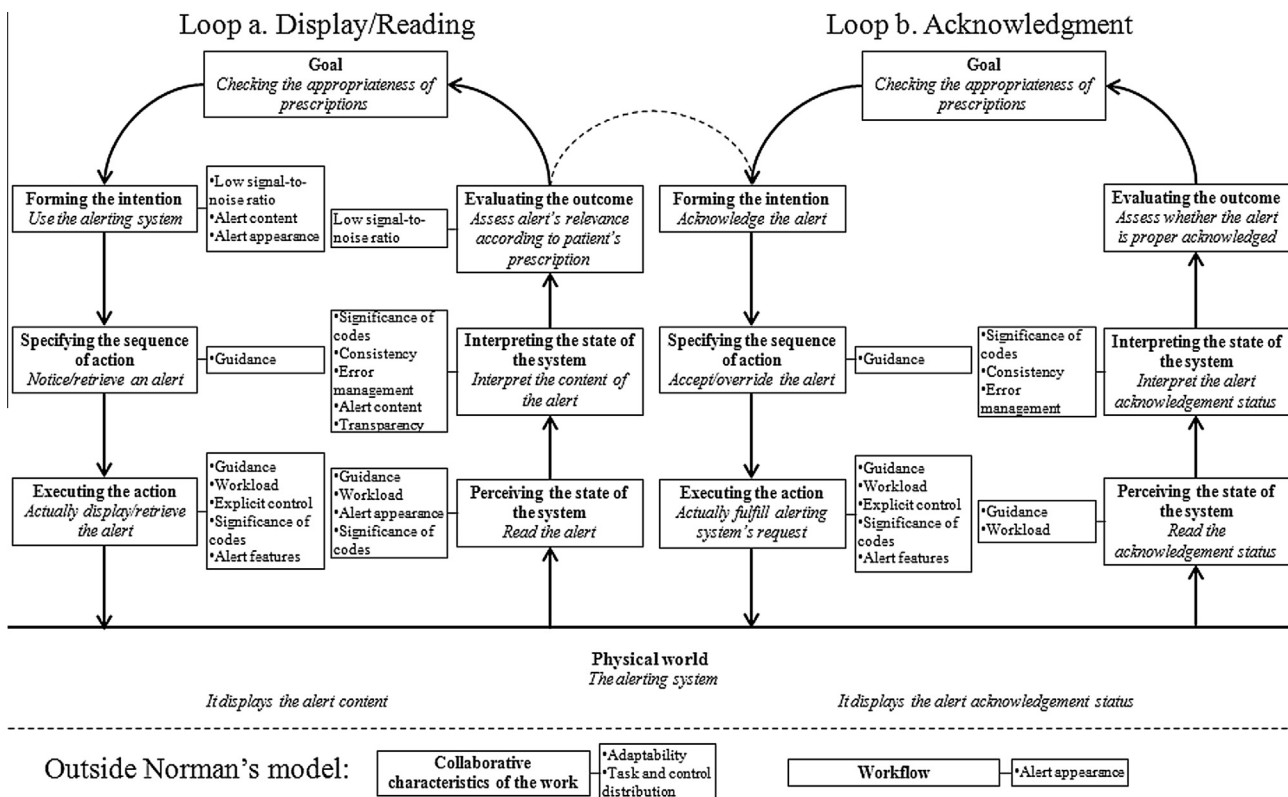 Loop a. Display/Reading
Goal
Checking the appropriateness of
prescriptions
Forming the intention
Use the alerting system
•Low signal-to-
noise ratio
•Alert content
•Alert appearance
Low signal-to-
noise ratio
Evaluating the outcome
Assess alert's relevance
according to patient's
prescription
Specifying the sequence
of action
Notice/retrieve an alert
•Guidance
•Significance of
codes
•Consistency
•Error
management
•Alert content
•Transparency
Interpreting the state of
the system
Interpret the content of
the alert
Executing the action
Actually display/retrieve
the alert
•Guidance
•Workload
•Explicit control
•Significance of
codes
•Alert features
•Guidance
•Workload
•Alert appearance
•Significance of
codes
Perceiving the state of
the system
Read the alert
Loop b. Acknowledgment
Goal
Checking the appropriateness of
prescriptions
Forming the intention
Acknowledge the alert
Evaluating the outcome
Assess whether the alert
is proper acknowledged
Specifying the sequence
of action
Accept/override the alert
•Guidance
•Significance of
codes
•Consistency
•Error
management
Interpreting the state of
the system
Interpret the alert
acknowledgement status
Executing the action
Actually fulfill alerting
system's request
•Guidance
•Workload
•Explicit control
•Significance of
codes
•Alert features
•Guidance
•Workload
Perceiving the state of
the system
Read the
acknowledgement status
Physical world
The alerting system
It displays the alert content
It displays the alert acknowledgement status
Outside Norman's model:
Collaborative
characteristics of the work
•Adaptability
•Task and control
distribution
Workflow
•Alert appearance